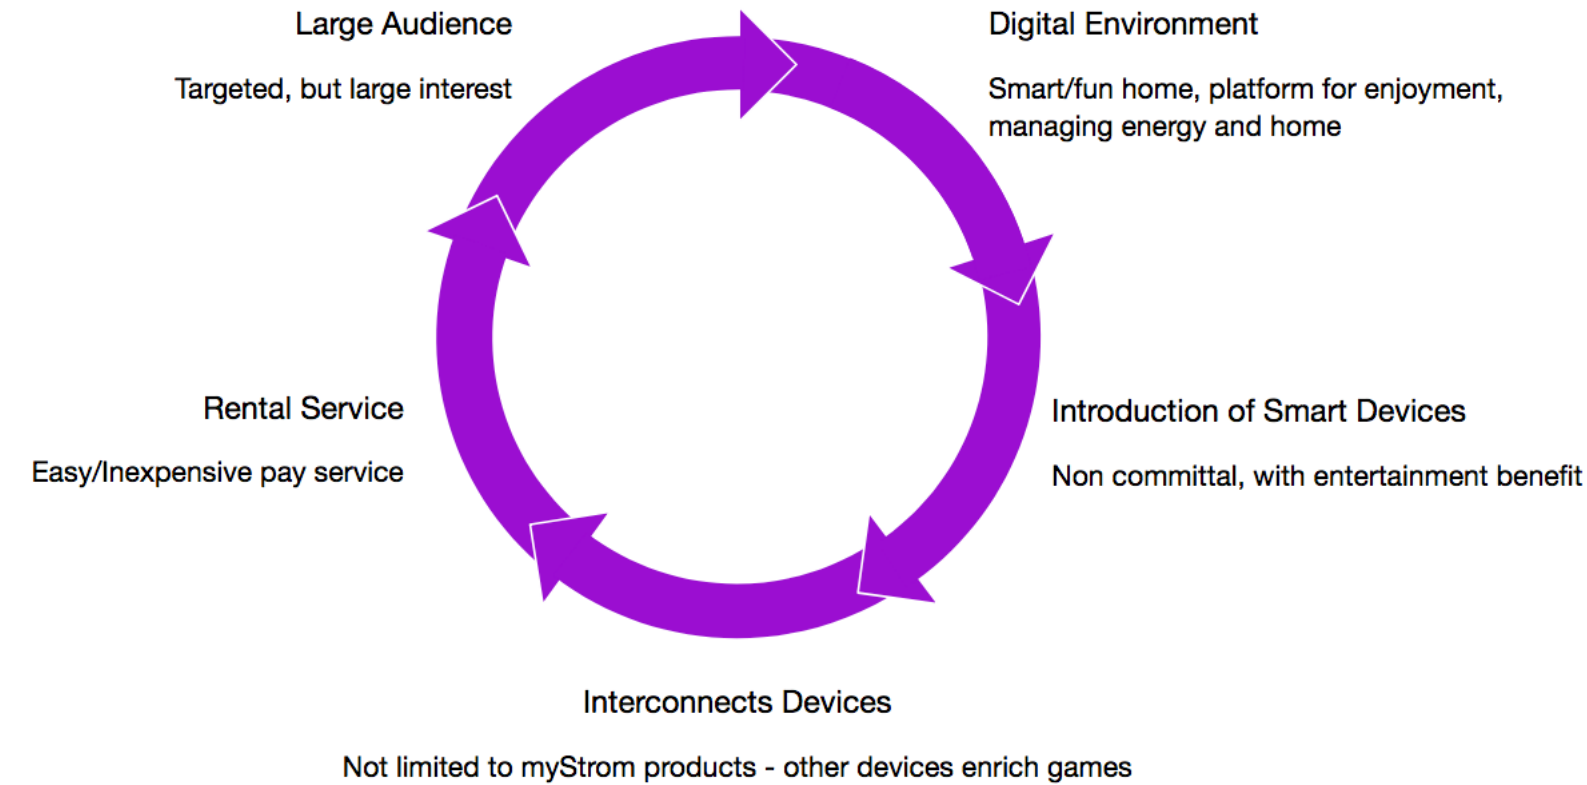 Large Audience
Targeted, but large interest
Digital Environment
Smart/fun home, platform for enjoyment,
managing energy and home
Rental Service
Easy/Inexpensive pay service
Introduction of Smart Devices
Non committal, with entertainment benefit
Interconnects Devices
Not limited to myStrom products - other devices enrich games